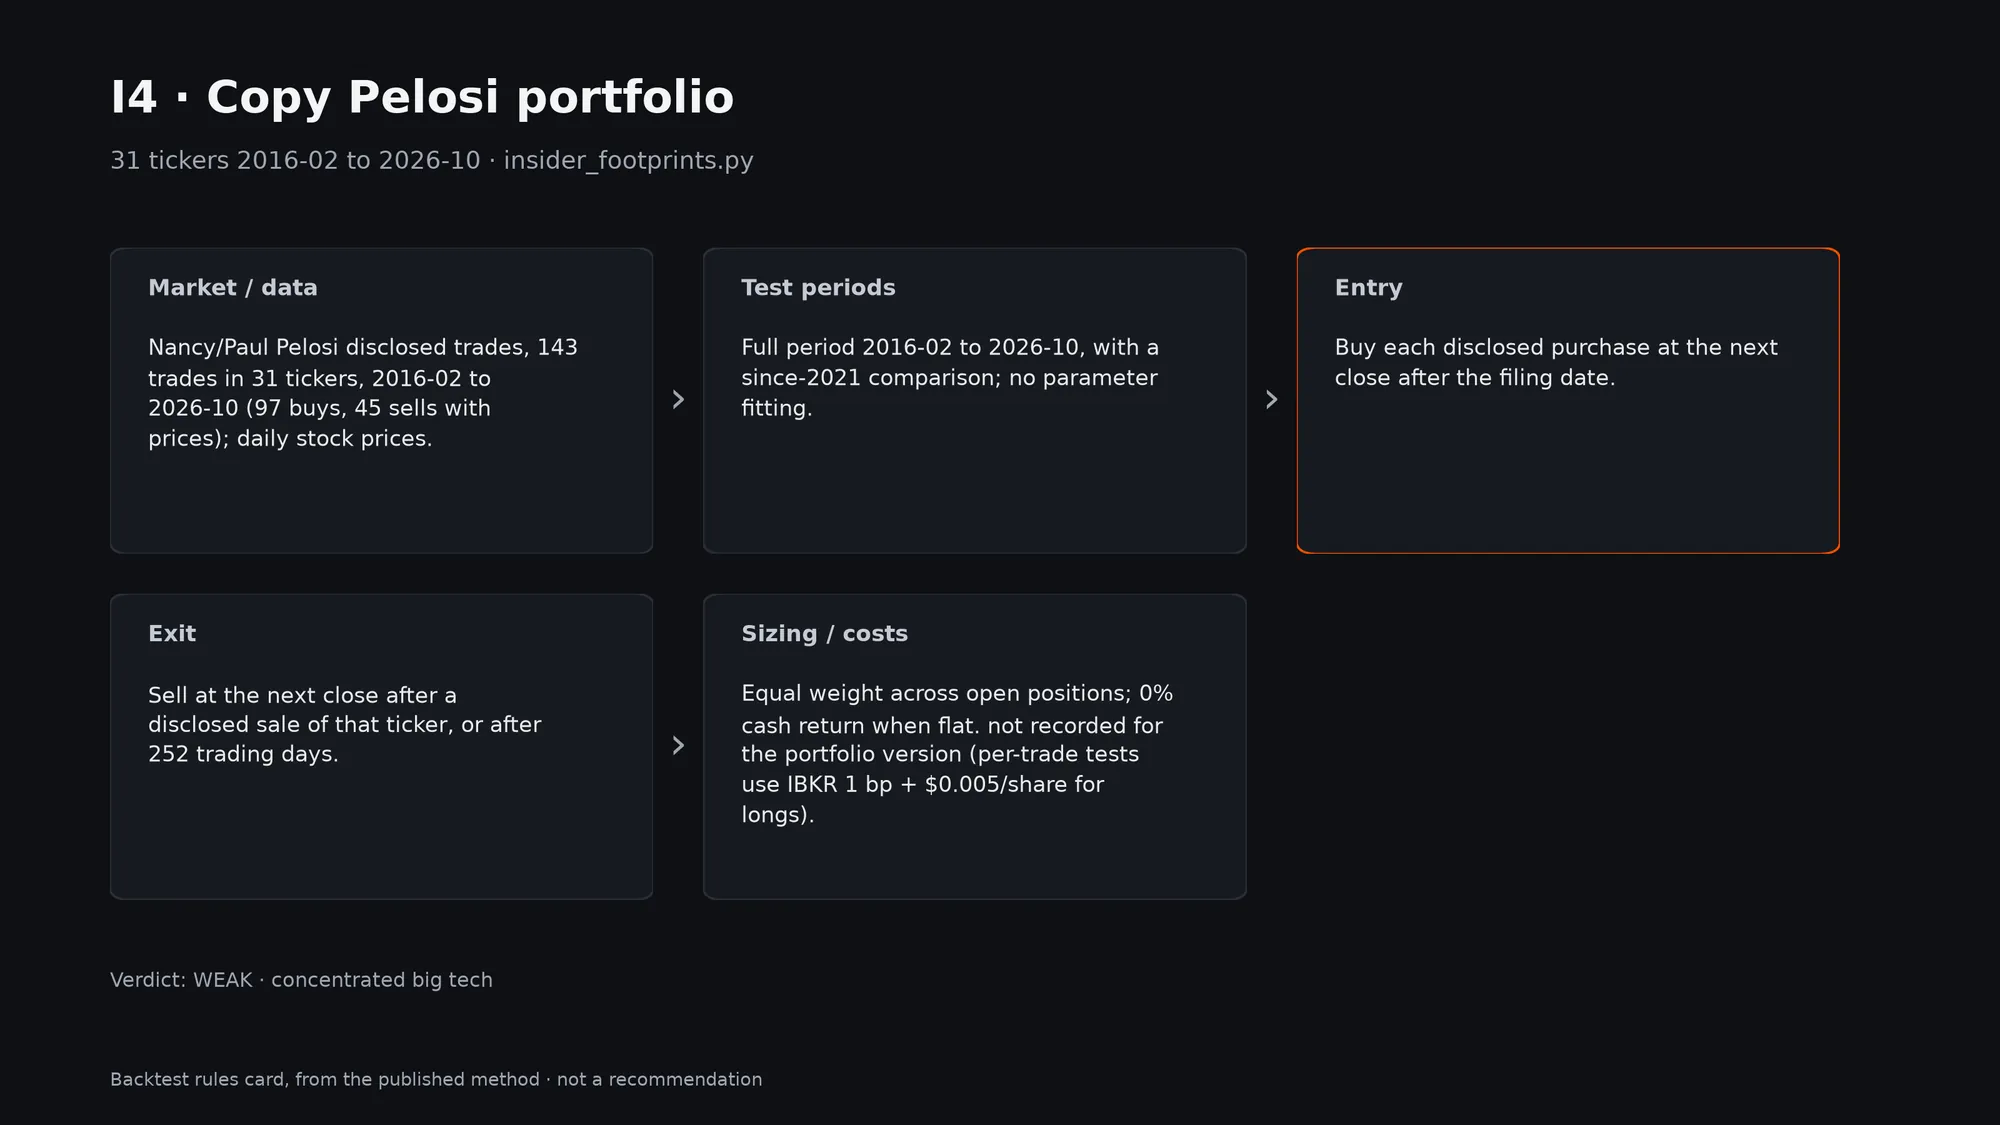 I4 · Copy Pelosi portfolio
31 tickers 2016-02 to 2026-10 · insider_footprints.py
Market / data
Nancy/Paul Pelosi disclosed trades, 143
trades in 31 tickers, 2016-02 to
2026-10 (97 buys, 45 sells with
prices); daily stock prices.
›
Test periods
Full period 2016-02 to 2026-10, with a
since-2021 comparison; no parameter
fitting.
›
Entry
Buy each disclosed purchase at the next
close after the filing date.
Exit
Sell at the next close after a
disclosed sale of that ticker, or after
252 trading days.
›
Sizing / costs
Equal weight across open positions; 0%
cash return when flat. not recorded for
the portfolio version (per-trade tests
use IBKR 1 bp + $0.005/share for
longs).
Verdict: WEAK · concentrated big tech
Backtest rules card, from the published method · not a recommendation